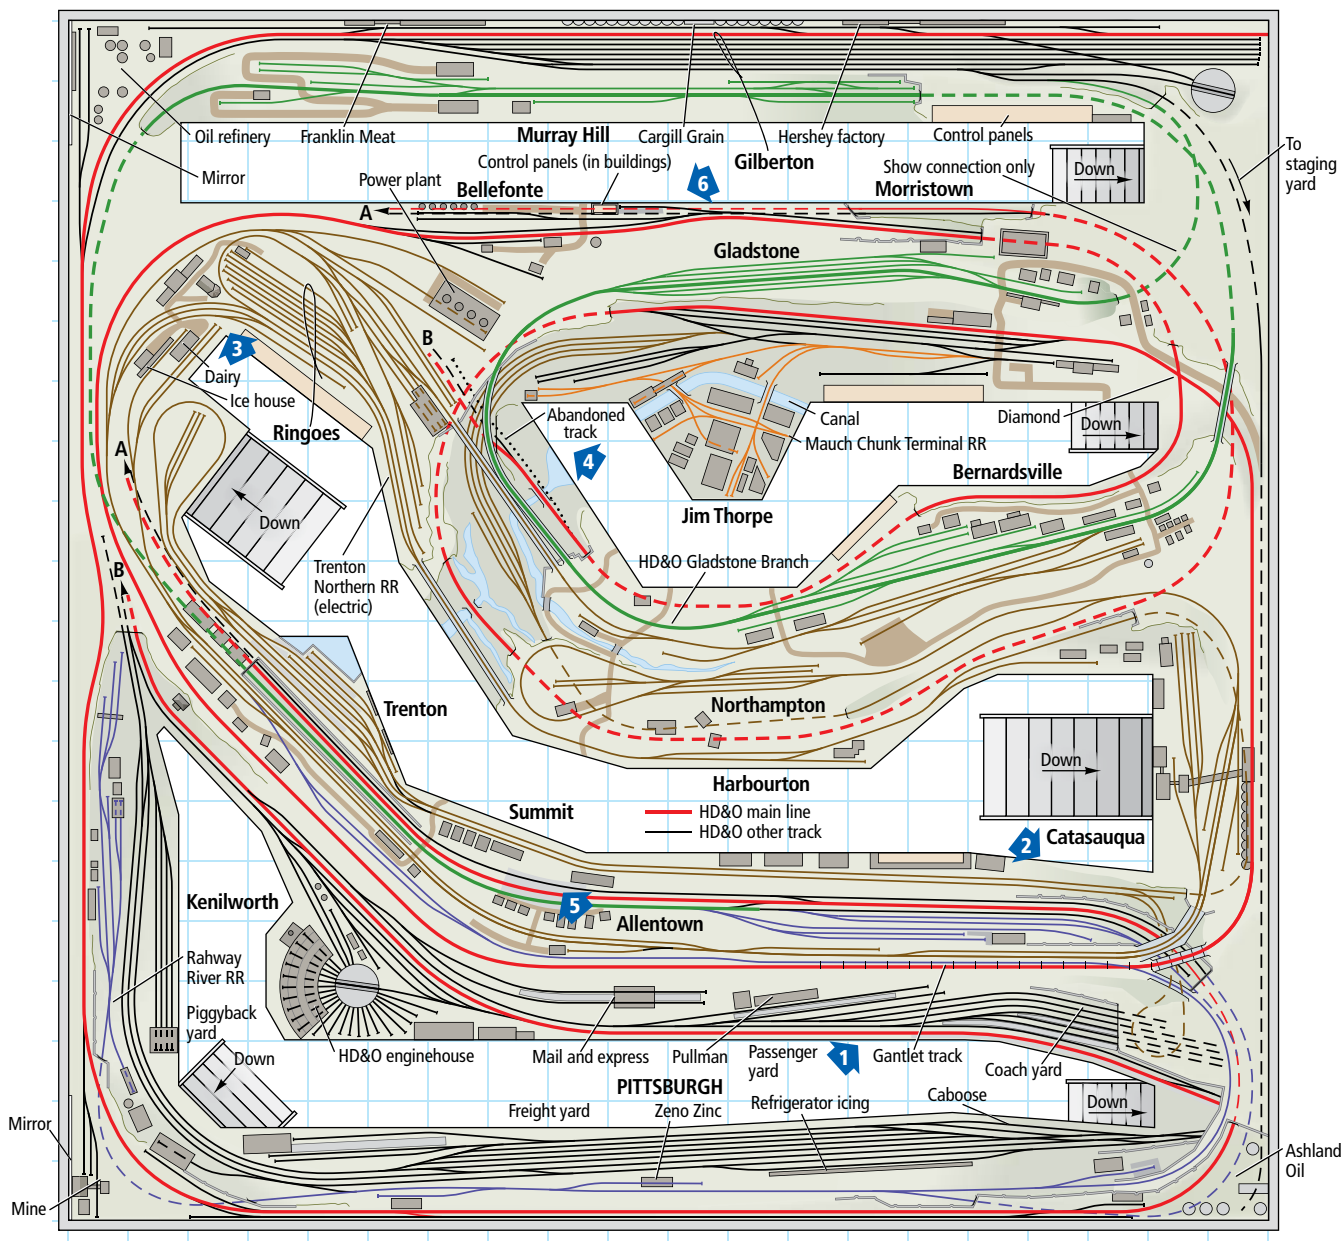 Oil refinery
Franklin Meat
Murray Hill
Cargill Grain
Hershey factory
Control panels
To
staging
yard
Mirror
Control panels (in buildings)
Gilberton
Show connection only
Down
Power plant
Bellefonte
6
Morristown
A
Gladstone
B
3
Dairy
Ice house
Ringoes
Abandoned
track
4
Canal
Mauch Chunk Terminal RR
Diamond
Down
A
Bernardsville
Down
Jim Thorpe
B
Trenton
Northern RR
(electric)
HD&O Gladstone Branch
Trenton
Northampton
Harbourton
Down
Summit
HD&O main line
HD&O other track
2
Catasauqua
Kenilworth
5
Allentown
Rahway
River RR
Piggyback
yard
Down
HD&O enginehouse
Mail and express
Pullman
Passenger
yard
1
Gantlet track
Coach yard
PITTSBURGH
Freight yard
Zeno Zinc
Refrigerator icing
Caboose
Down
Mirror
Mine
Ashland
Oil